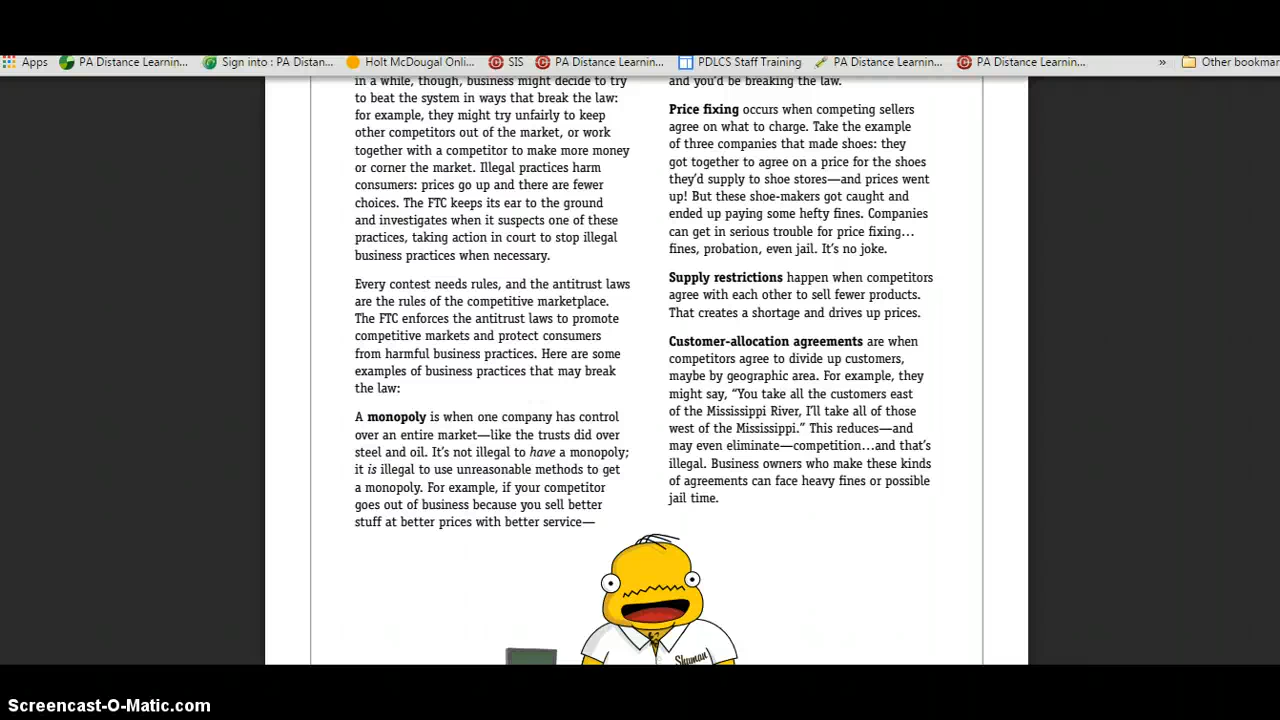 Apps PA Distance Learnin... Sign into : PA Distan... Holt McDougal Onli... SIS PA Distance Learnin... PDLCS Staff Training PA Distance Learnin... PA Distance Learnin... » Other bookmar
in a while, though, business might decide to try
to beat the system in ways that break the law:
for example, they might try unfairly to keep
other competitors out of the market, or work
together with a competitor to make more money
or corner the market. Illegal practices harm
consumers: prices go up and there are fewer
choices. The FTC keeps its ear to the ground
and investigates when it suspects one of these
practices, taking action in court to stop illegal
business practices when necessary.
Every contest needs rules, and the antitrust laws
are the rules of the competitive marketplace.
The FTC enforces the antitrust laws to promote
competitive markets and protect consumers
from harmful business practices. Here are some
examples of business practices that may break
the law:
A monopoly is when one company has control
over an entire market—like the trusts did over
steel and oil. It's not illegal to have a monopoly;
it is illegal to use unreasonable methods to get
a monopoly. For example, if your competitor
goes out of business because you sell better
stuff at better prices with better service—
and you'd be breaking the law.
Price fixing occurs when competing sellers
agree on what to charge. Take the example
of three companies that made shoes: they
got together to agree on a price for the shoes
they'd supply to shoe stores—and prices went
up! But these shoe-makers got caught and
ended up paying some hefty fines. Companies
can get in serious trouble for price fixing…
fines, probation, even jail. It's no joke.
Supply restrictions happen when competitors
agree with each other to sell fewer products.
That creates a shortage and drives up prices.
Customer-allocation agreements are when
competitors agree to divide up customers,
maybe by geographic area. For example, they
might say, “You take all the customers east
of the Mississippi River, I'll take all of those
west of the Mississippi.” This reduces—and
may even eliminate—competition…and that's
illegal. Business owners who make these kinds
of agreements can face heavy fines or possible
jail time.
Shuman
Screencast-O-Matic.com